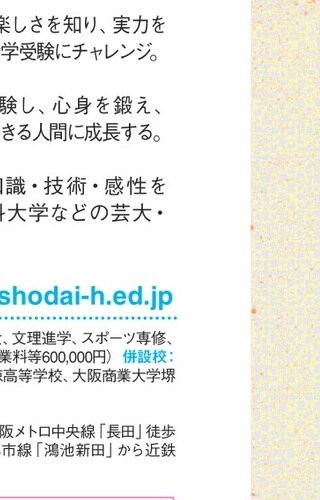 楽しさを知り、実力を
学受験にチャレンジ。
験し、心身を鍛え、
きる人間に成長する。
識・技術・感性を
大学などの芸大・
shodai-h.ed.jp
、文理進学、スポーツ専修、
業料等600,000円) 併設校：
高等学校、大阪商業大学堺
阪メトロ中央線「長田」徒歩
市線「鴻池新田」から近鉄